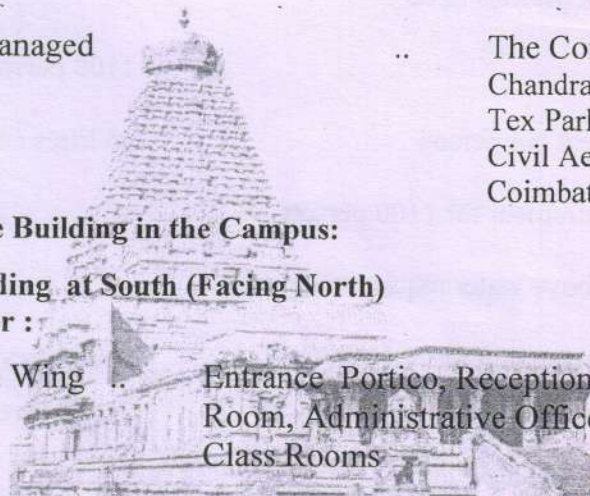 anaged .. The Co
Chandra
Tex Park
Civil Ae
Coimbat
e Building in the Campus:
ding at South (Facing North)
r :
Wing .. Entrance Portico, Reception
Room, Administrative Office
Class Rooms